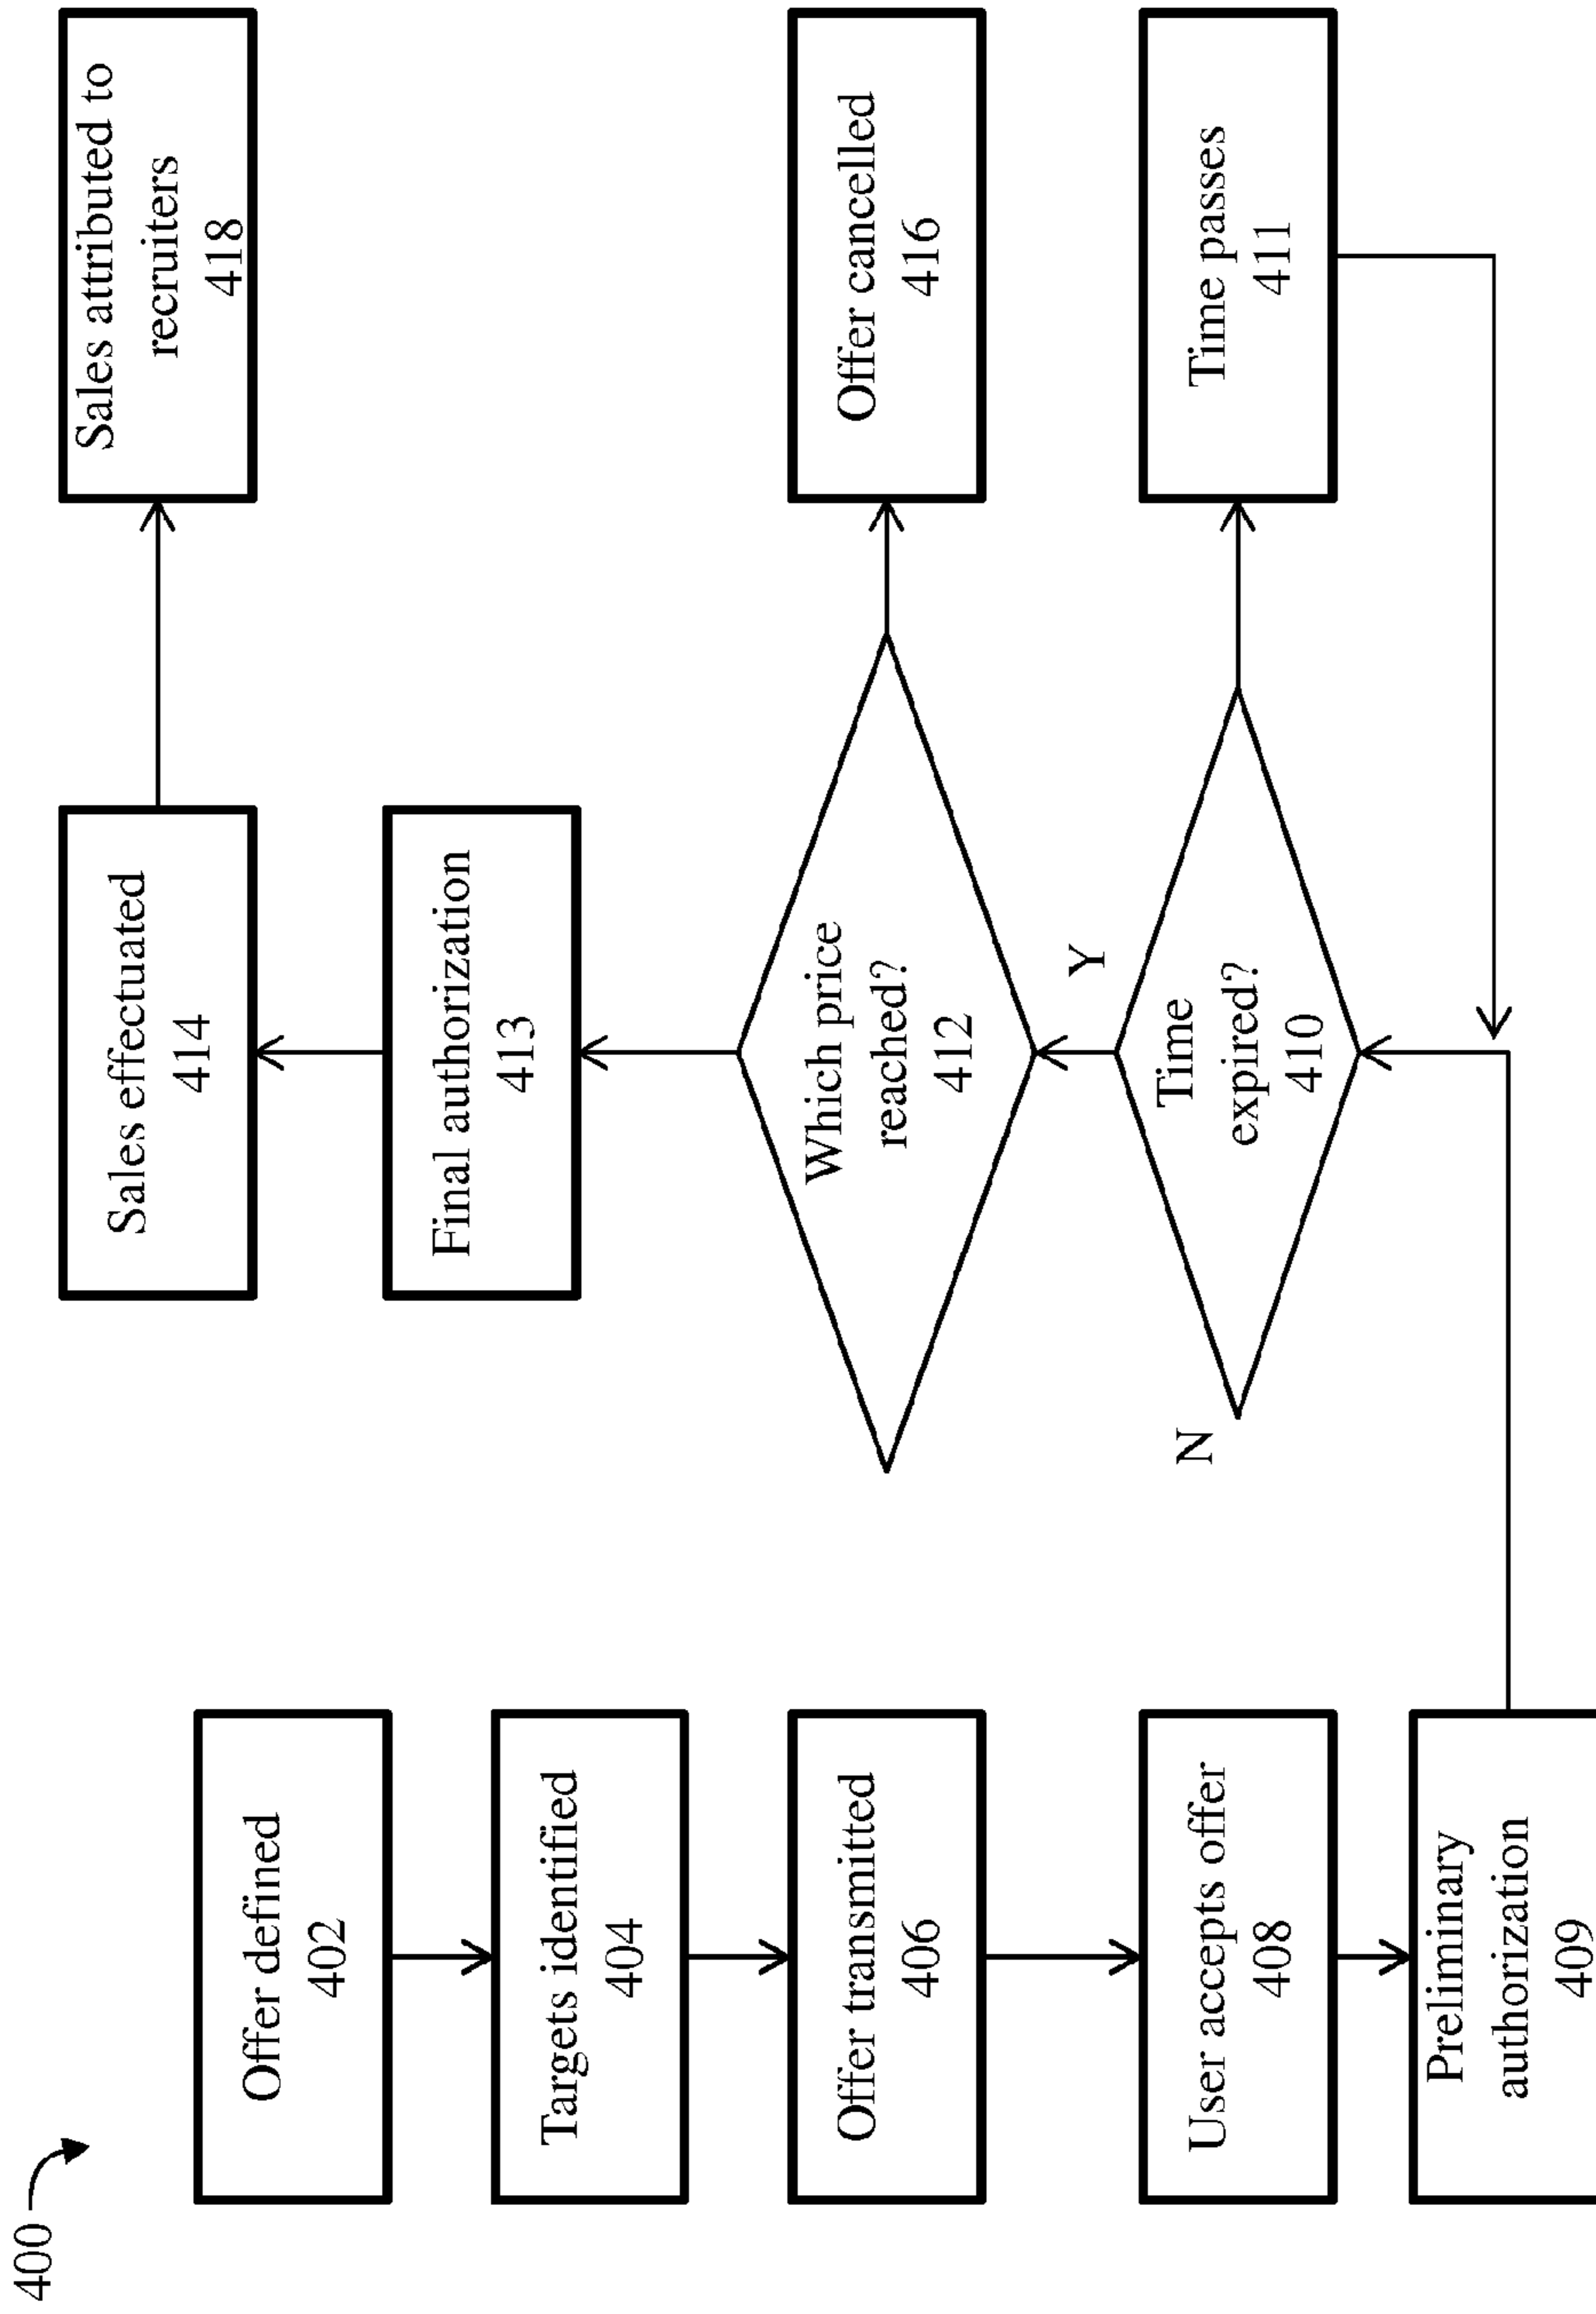 400
Offer defined
402
Targets identified
404
Offer transmitted
406
User accepts offer
408
Preliminary
authorization
409
Sales effectuated
414
Final authorization
413
Which price
reached?
412
Y
Time
expired?
410
N
Sales attributed to
recruiters
418
Offer cancelled
416
Time passes
411